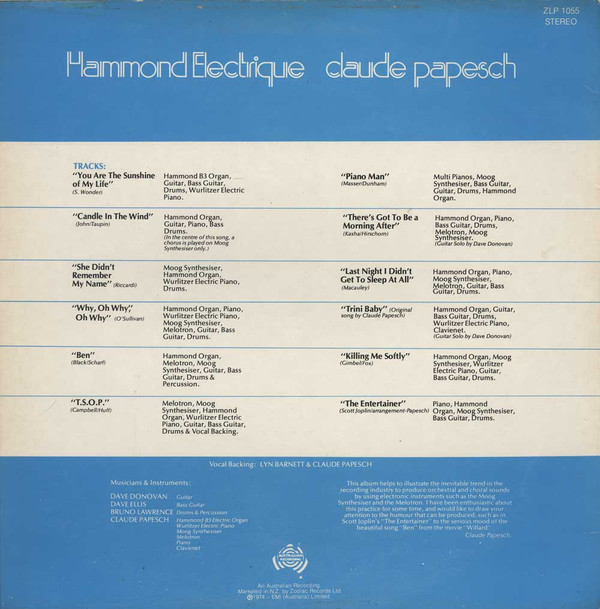 ZLP 1055
STEREO
Hammond Electrique claude papesch
TRACKS:
"You Are The Sunshine
of My Life"
(S. Wonder)
Hammond B3 Organ,
Guitar, Bass Guitar,
Drums, Wurlitzer Electric
Piano.
"Piano Man"
(Masser/Dunham)
Multi Pianos, Moog
Synthesiser, Bass Guitar,
Guitar, Drums, Hammond
Organ.
"Candle In The Wind"
(John/Taupin)
Hammond Organ,
Guitar, Piano, Bass
Drums.
(In the centre of this song, a
chorus is played on Moog
Synthesiser only.)
"There's Got To Be a
Morning After"
(Kasha/Hirschorn)
Hammond Organ, Piano,
Bass Guitar, Drums,
Melotron, Moog
Synthesiser.
(Guitar Solo by Dave Donovan)
"She Didn't
Remember
My Name" (Riccardi)
Moog Synthesiser,
Hammond Organ,
Wurlitzer Electric Piano,
Drums.
"Last Night I Didn't
Get To Sleep At All"
(Macauley)
Hammond Organ, Piano,
Moog Synthesiser,
Melotron, Guitar, Bass
Guitar, Drums.
"Why, Oh Why,"
Oh Why" (O'Sullivan)
Hammond Organ, Piano,
Wurlitzer Electric Piano,
Moog Synthesiser,
Melotron, Guitar, Bass
Guitar, Drums.
"Trini Baby" (Original
song by Claude Papesch)
Hammond Organ, Guitar,
Bass Guitar, Drums,
Wurlitzer Electric Piano,
Clavienet.
(Guitar Solo by Dave Donovan)
"Ben"
(Black/Scharf)
Hammond Organ,
Melotron, Moog
Synthesiser, Guitar, Bass
Guitar, Drums &
Percussion.
"Killing Me Softly"
(Gimbel/Fox)
Hammond Organ, Moog
Synthesiser, Wurlitzer
Electric Piano, Guitar,
Bass Guitar, Drums.
"T.S.O.P."
(Campbell/Huff)
Melotron, Moog
Synthesiser, Hammond
Organ, Wurlitzer Electric
Piano, Guitar, Bass Guitar,
Drums & Vocal Backing.
"The Entertainer"
(Scott Joplin/arrangement-Papesch)
Piano, Hammond
Organ, Moog Synthesiser,
Bass Guitar, Drums.
Vocal Backing: LYN BARNETT & CLAUDE PAPESCH
Musicians & Instruments:
DAVE DONOVAN Guitar
DAVE ELLIS Bass Guitar
BRUNO LAWRENCE Drums & Percussion
CLAUDE PAPESCH Hammond B3 Electric Organ
Wurlitzer Electric Piano
Moog Synthesiser
Melotron
Piano
Clavienet
This album helps to illustrate the inevitable trend in the
recording industry to produce orchestral and choral sounds
by using electronic instruments such as the Moog
Synthesiser and the Melotron. I have been enthusiastic about
this practice for some time, and would like to draw your
attention to the humour that can be produced, such as in
Scott Joplin's "The Entertainer" to the serious mood of the
beautiful song "Ben" from the movie "Willard"
Claude Papesch.
AUSTRALIAN
RECORDING
An Australian Recording
Marketed in N.Z. by Zodiac Records Ltd
Ⓟ 1974 - EMI (Australia) Limited